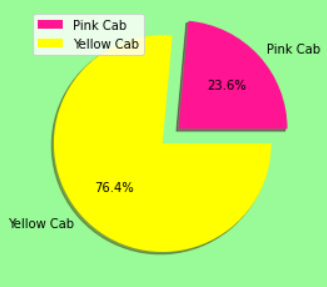 Pink Cab
Yellow Cab
Pink Cab
23.6%
76.4%
Yellow Cab